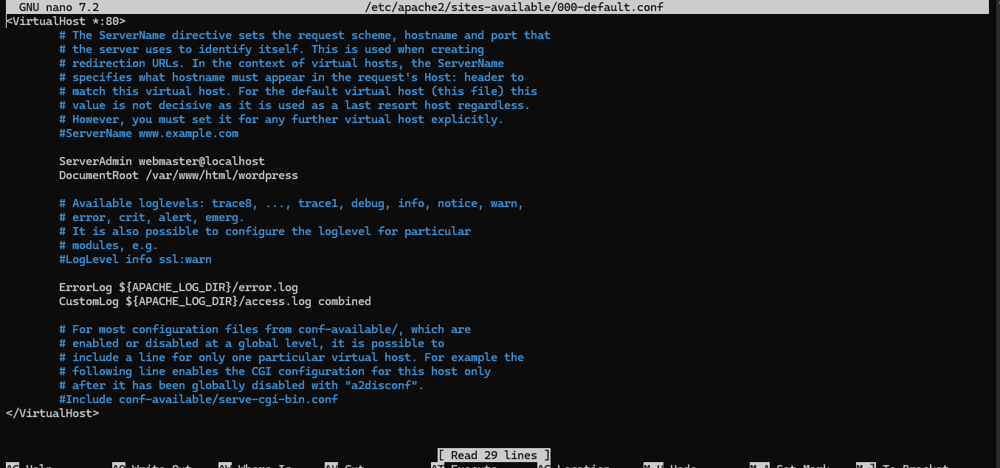 GNU nano 7.2 /etc/apache2/sites-available/000-default.conf
<VirtualHost *:80>
# The ServerName directive sets the request scheme, hostname and port that
# the server uses to identify itself. This is used when creating
# redirection URLs. In the context of virtual hosts, the ServerName
# specifies what hostname must appear in the request's Host: header to
# match this virtual host. For the default virtual host (this file) this
# value is not decisive as it is used as a last resort host regardless.
# However, you must set it for any further virtual host explicitly.
#ServerName www.example.com
ServerAdmin webmaster@localhost
DocumentRoot /var/www/html/wordpress
# Available loglevels: trace8, ..., trace1, debug, info, notice, warn,
# error, crit, alert, emerg.
# It is also possible to configure the loglevel for particular
# modules, e.g.
#LogLevel info ssl:warn
ErrorLog ${APACHE_LOG_DIR}/error.log
CustomLog ${APACHE_LOG_DIR}/access.log combined
# For most configuration files from conf-available/, which are
# enabled or disabled at a global level, it is possible to
# include a line for only one particular virtual host. For example the
# following line enables the CGI configuration for this host only
# after it has been globally disabled with "a2disconf".
#Include conf-available/serve-cgi-bin.conf
</VirtualHost>
[ Read 29 lines ]
^G Help ^O Write Out ^W Where Is ^K Cut ^T Execute ^C Location M-U Undo M-A Set Mark M-] To Bracket